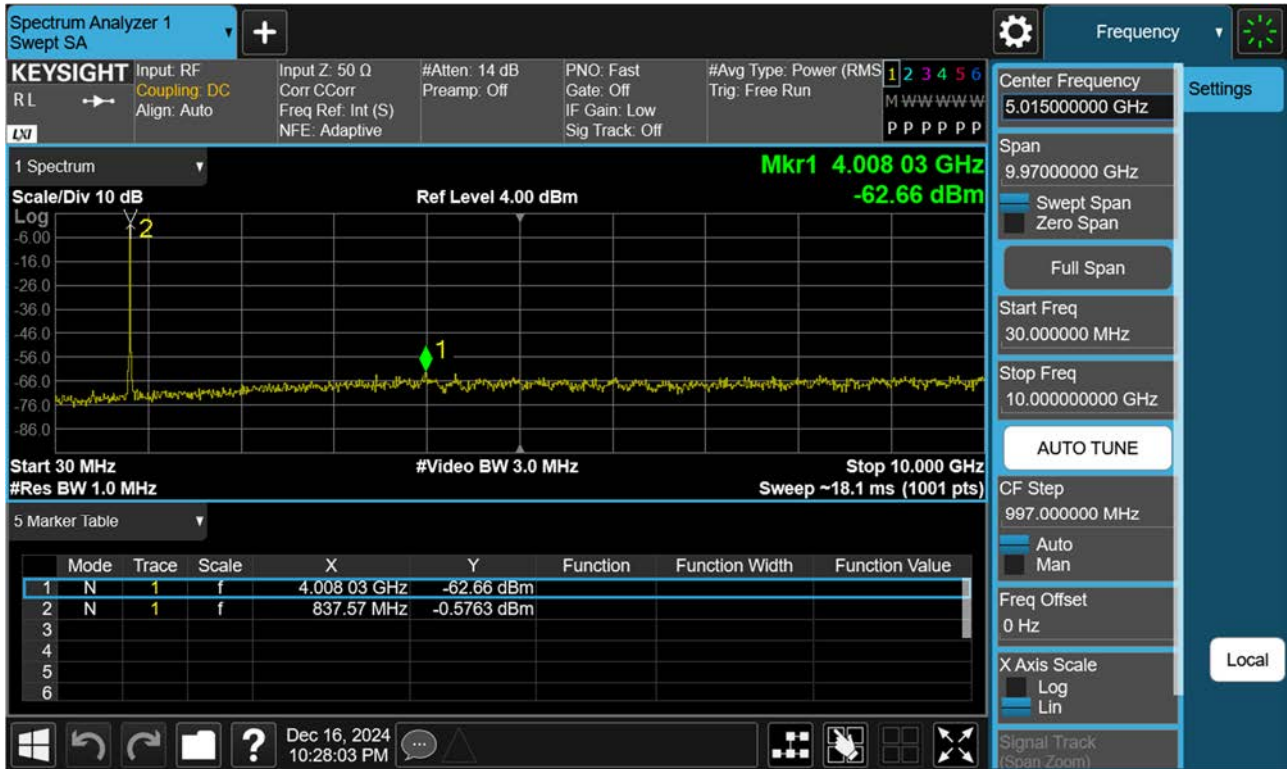 Spectrum Analyzer 1
Swept SA
Frequency
KEYSIGHT
RL
LXI
Input: RF
Coupling: DC
Align: Auto
Input Z: 50 Ω
Corr CCorr
Freq Ref: Int (S)
NFE: Adaptive
#Atten: 14 dB
Preamp: Off
PNO: Fast
Gate: Off
IF Gain: Low
Sig Track: Off
#Avg Type: Power (RMS
Trig: Free Run
1 2 3 4 5 6
M W W W W W
P P P P P P
1 Spectrum
Mkr1 4.008 03 GHz
Scale/Div 10 dB
Ref Level 4.00 dBm
-62.66 dBm
Log
2
-6.00
-16.0
-26.0
-36.0
-46.0
1
-56.0
-66.0
-76.0
-86.0
Start 30 MHz
#Video BW 3.0 MHz
Stop 10.000 GHz
#Res BW 1.0 MHz
Sweep ~18.1 ms (1001 pts)
5 Marker Table
Mode Trace Scale X Y Function Function Width Function Value
1 N 1 f 4.008 03 GHz -62.66 dBm
2 N 1 f 837.57 MHz -0.5763 dBm
3
4
5
6
?
Dec 16, 2024
10:28:03 PM
Center Frequency
5.015000000 GHz
Settings
Span
9.97000000 GHz
Swept Span
Zero Span
Full Span
Start Freq
30.000000 MHz
Stop Freq
10.000000000 GHz
AUTO TUNE
CF Step
997.000000 MHz
Auto
Man
Freq Offset
0 Hz
X Axis Scale
Log
Lin
Local
Signal Track
(Span Zoom)